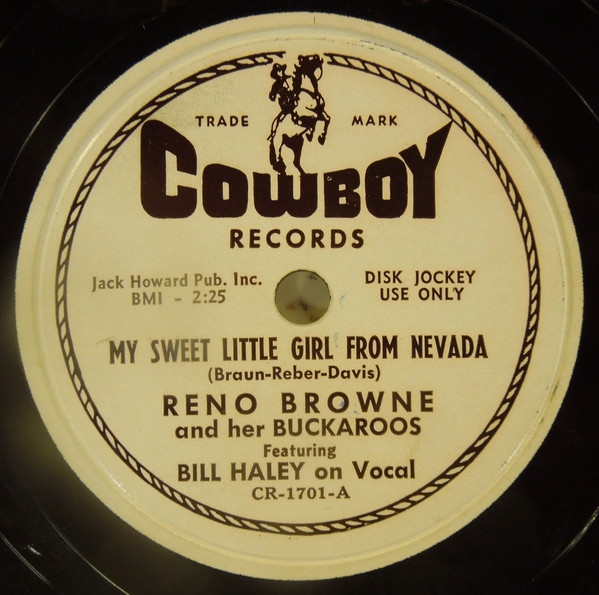 TRADE MARK
COWBOY
RECORDS
Jack Howard Pub. Inc.
BMI - 2:25
DISK JOCKEY
USE ONLY
MY SWEET LITTLE GIRL FROM NEVADA
(Braun-Reber-Davis)
RENO BROWNE
and her BUCKAROOS
Featuring
BILL HALEY on Vocal
CR-1701-A